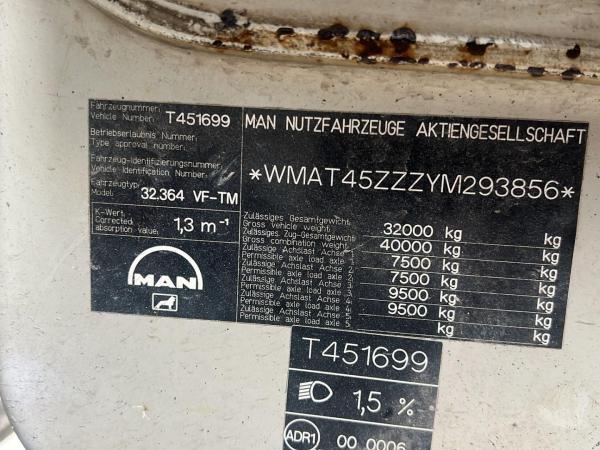 Fahrzeugnummer:
Vehicle Number: T451699
Betriebserlaubnis Nummer:
Type approval number:
Fahrzeug-Identifizierungsnummer:
Vehicle Identification Number:
Fahrzeugtyp:
Model: 32.364 VF-TM
K-Wert:
Corrected absorption value: 1,3 m⁻¹
MAN
MAN NUTZFAHRZEUGE AKTIENGESELLSCHAFT
*WMAT45ZZZYM293856*
Zulässiges Gesamtgewicht:
Gross vehicle weight: 32000 kg kg
Zulässiges Zug-Gesamtgewicht
Gross combination weight: 40000 kg kg
Zulässige Achslast Achse 1:
Permissible axle load axle 1: 7500 kg kg
Zulässige Achslast Achse 2:
Permissible axle load axle 2: 7500 kg kg
Zulässige Achslast Achse 3:
Permissible axle load axle 3: 9500 kg kg
Zulässige Achslast Achse 4:
Permissible axle load axle 4: 9500 kg kg
Zulässige Achslast Achse 5:
Permissible axle load axle 5: kg kg
T451699
1,5 %
ADR1 00 0006